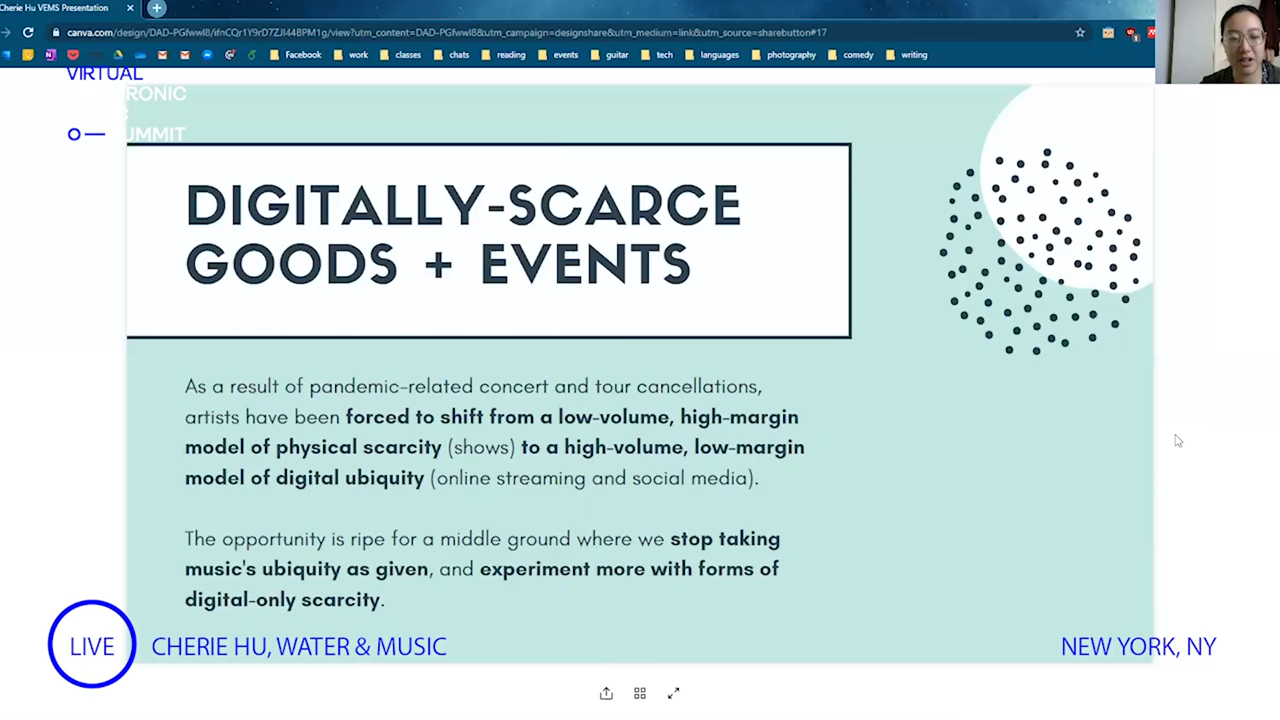 Cherie Hu VEMS Presentation
canva.com/design/DAD-PGfwwI8/ifnCQr1Y9rD7ZJl44BPM1g/view?utm_content=DAD-PGfwwI8&utm_campaign=designshare&utm_medium=link&utm_source=sharebutton#17
Facebook work classes chats reading events guitar tech languages photography comedy writing
VIRTUAL
RONIC
UMMIT
DIGITALLY-SCARCE
GOODS + EVENTS
As a result of pandemic-related concert and tour cancellations,
artists have been forced to shift from a low-volume, high-margin
model of physical scarcity (shows) to a high-volume, low-margin
model of digital ubiquity (online streaming and social media).
The opportunity is ripe for a middle ground where we stop taking
music's ubiquity as given, and experiment more with forms of
digital-only scarcity.
LIVE CHERIE HU, WATER & MUSIC
NEW YORK, NY